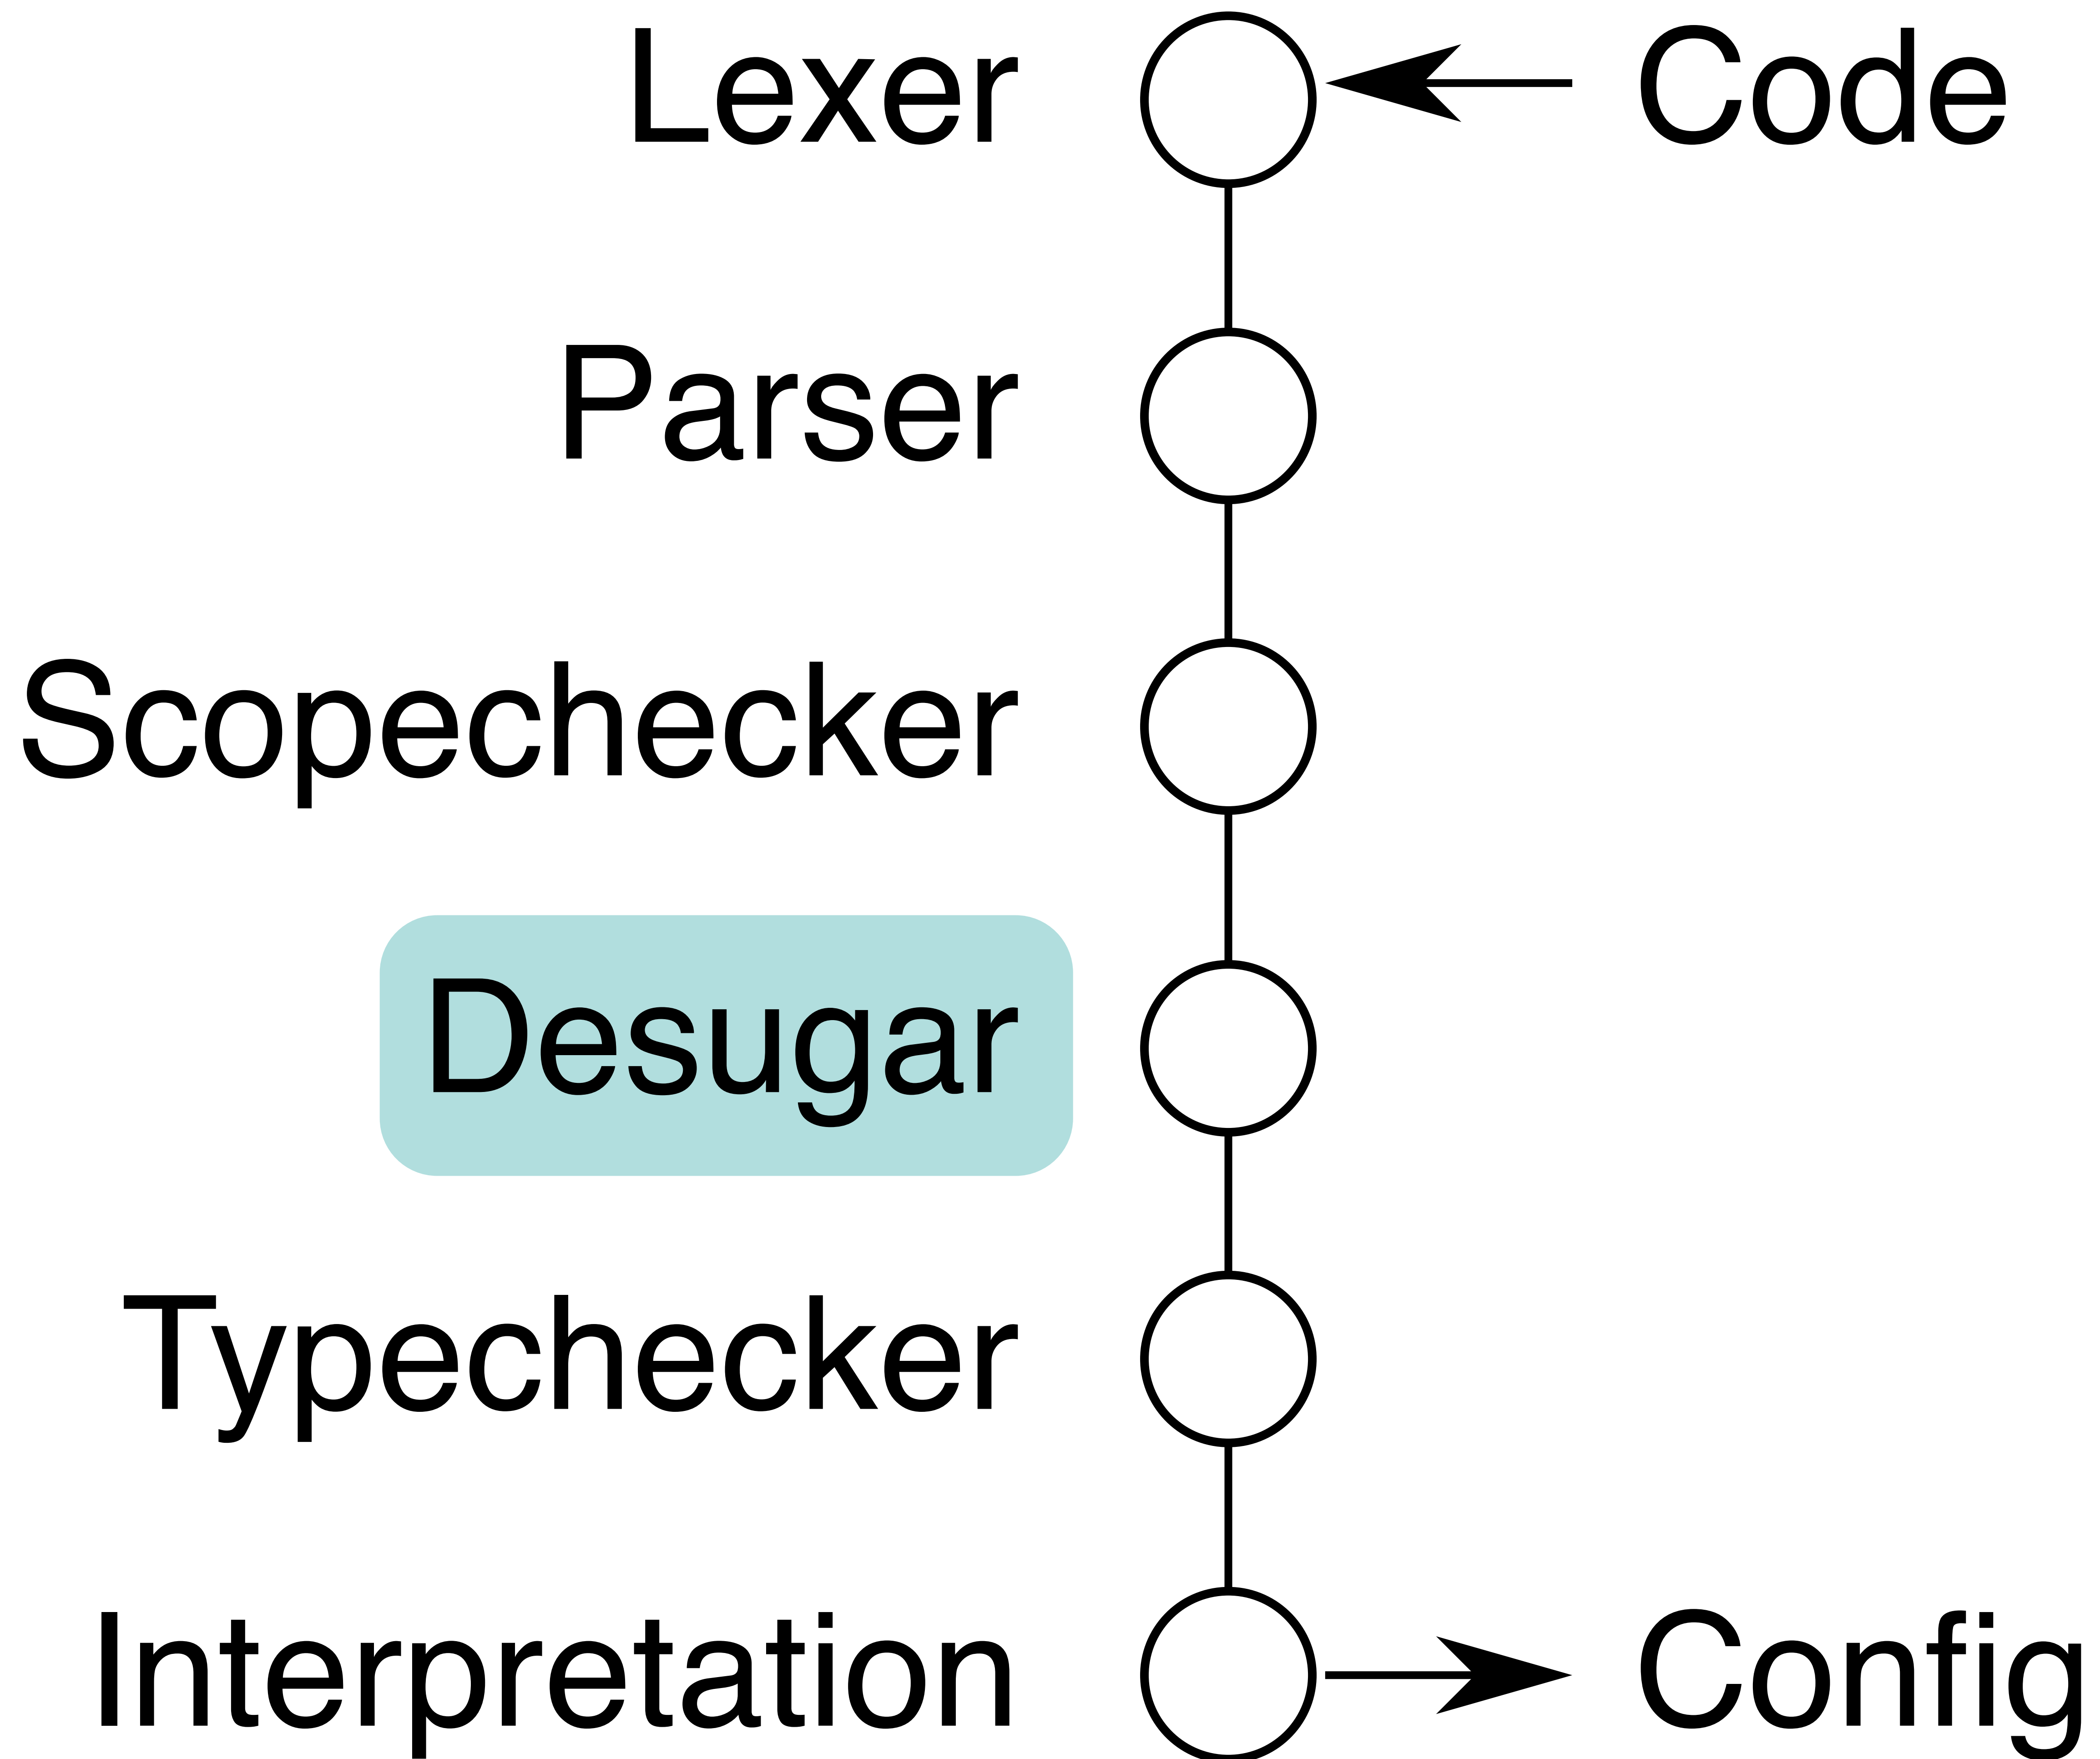 Lexer
Code
Parser
Scopechecker
Desugar
Typechecker
Interpretation
Config